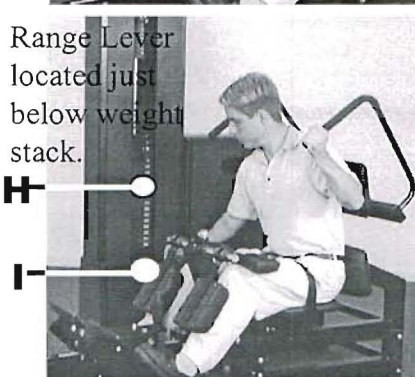 Range Lever
located just
below weight
stack.
H
I